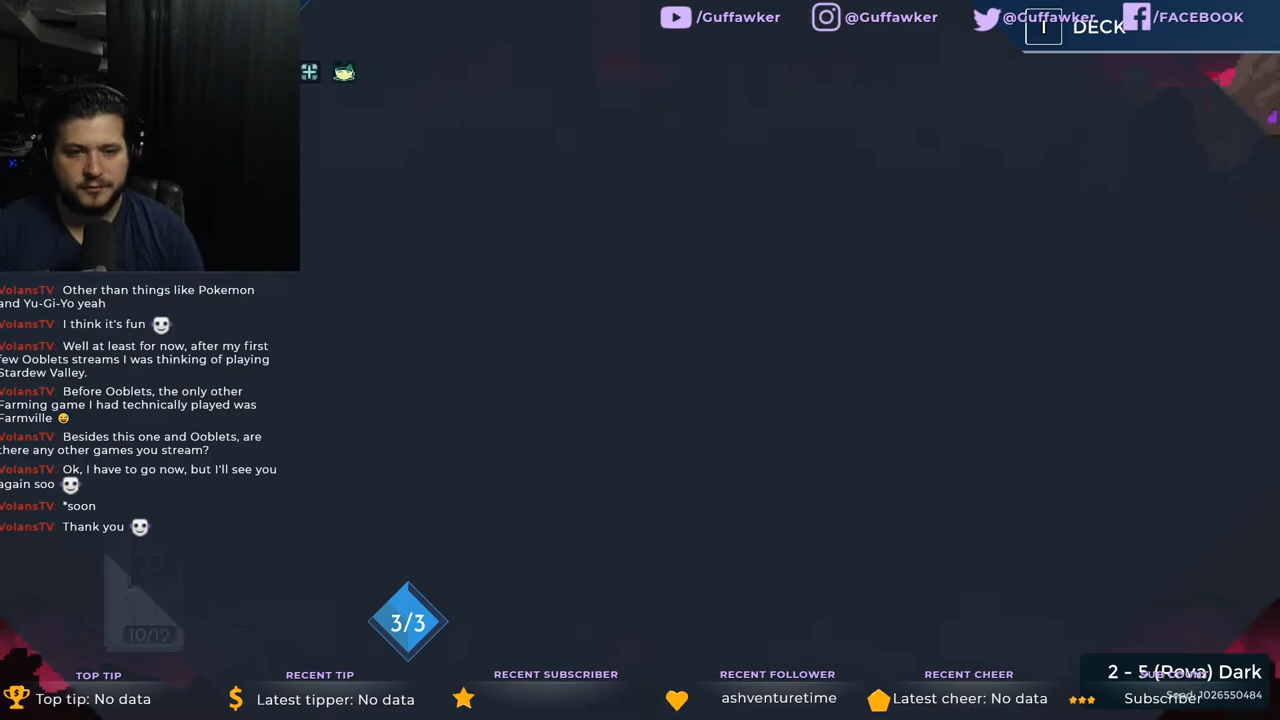 /Guffawker
@Guffawker
@Guffawker
/FACEBOOK
DECK
VolansTV: Other than things like Pokemon
and Yu-Gi-Yo yeah
VolansTV: I think it's fun
VolansTV: Well at least for now, after my first
few Ooblets streams I was thinking of playing
Stardew Valley.
VolansTV: Before Ooblets, the only other
Farming game I had technically played was
Farmville
VolansTV: Besides this one and Ooblets, are
there any other games you stream?
VolansTV: Ok, I have to go now, but I'll see you
again soo
VolansTV: *soon
VolansTV: Thank you
10/12
3/3
TOP TIP
Top tip: No data
RECENT TIP
Latest tipper: No data
RECENT SUBSCRIBER
RECENT FOLLOWER
ashventuretime
RECENT CHEER
Latest cheer: No data
2 - 5 (Rova) Dark
Seed: 1026550484
Subscriber